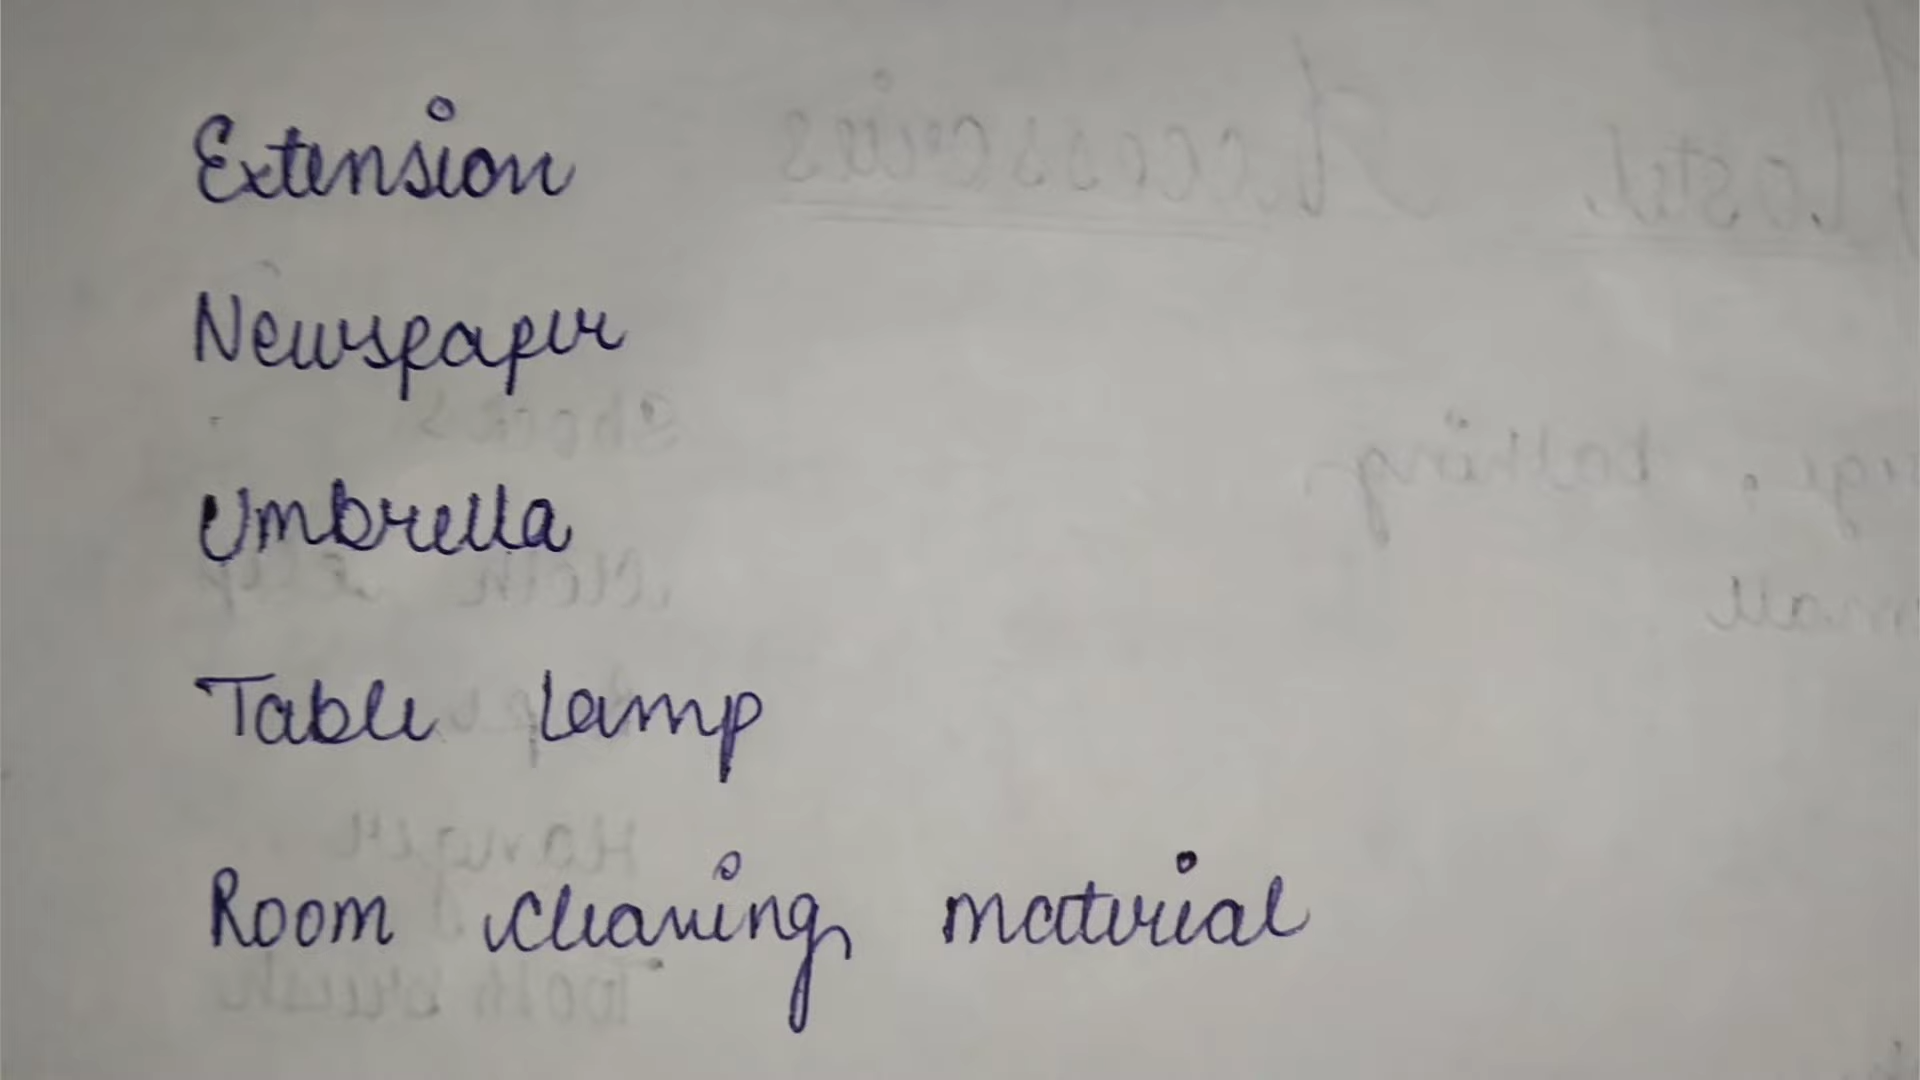 Extension
Newspaper
Umbrella
Table lamp
Room cleaning material